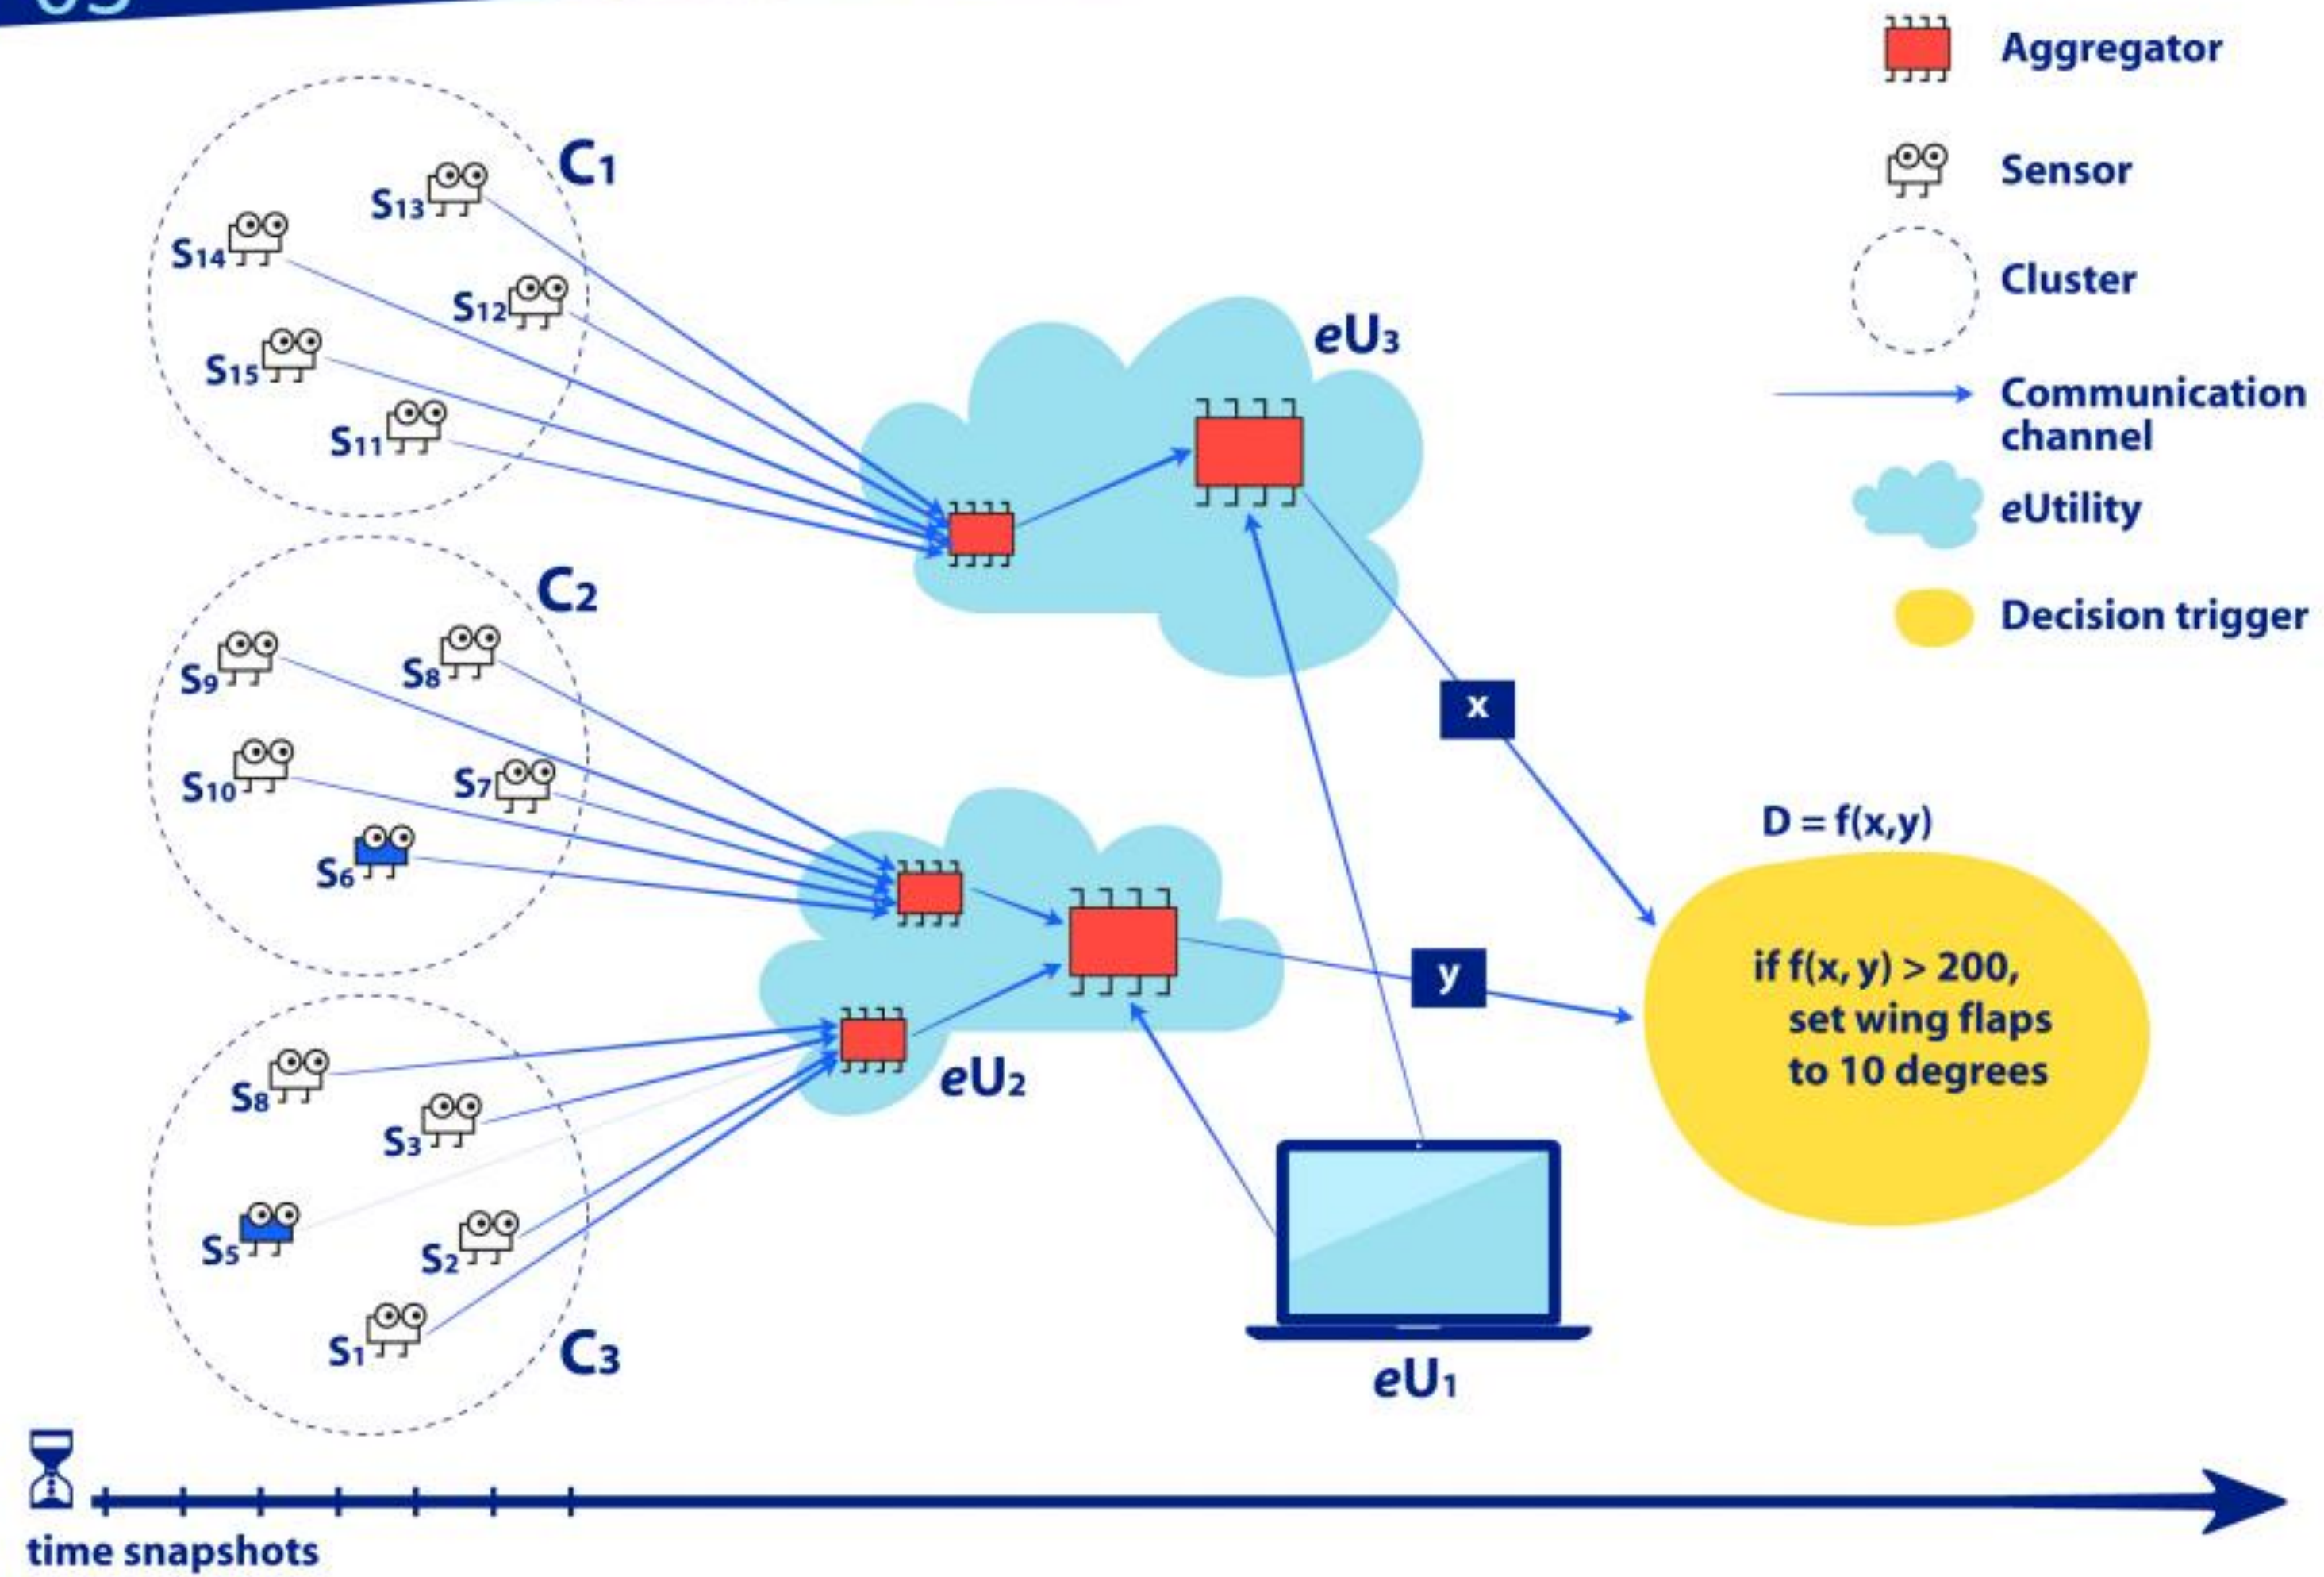 C1
S13
S14
S12
S15
S11
C2
S9
S8
S10
S7
S6
C3
S8
S3
S5
S2
S1
eU3
eU2
eU1
x
y
D = f(x,y)
if f(x, y) > 200,
set wing flaps
to 10 degrees
Aggregator
Sensor
Cluster
Communication
channel
eUtility
Decision trigger
time snapshots